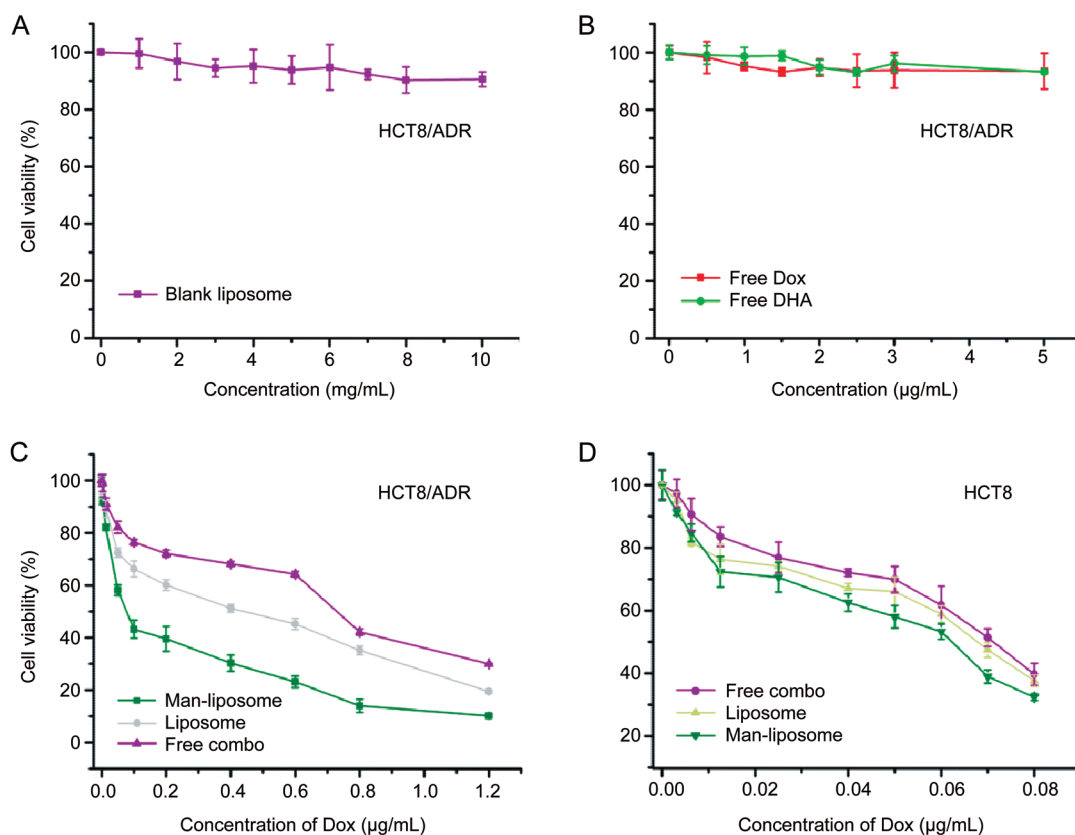 A
Cell viability (%)
100
80
60
40
20
0
HCT8/ADR
Blank liposome
0 2 4 6 8 10
Concentration (mg/mL)
B
100
80
60
40
20
0
HCT8/ADR
Free Dox
Free DHA
0 1 2 3 4 5
Concentration (μg/mL)
C
Cell viability (%)
100
80
60
40
20
0
HCT8/ADR
Man-liposome
Liposome
Free combo
0.0 0.2 0.4 0.6 0.8 1.0 1.2
Concentration of Dox (μg/mL)
D
100
80
60
40
20
HCT8
Free combo
Liposome
Man-liposome
0.00 0.02 0.04 0.06 0.08
Concentration of Dox (μg/mL)